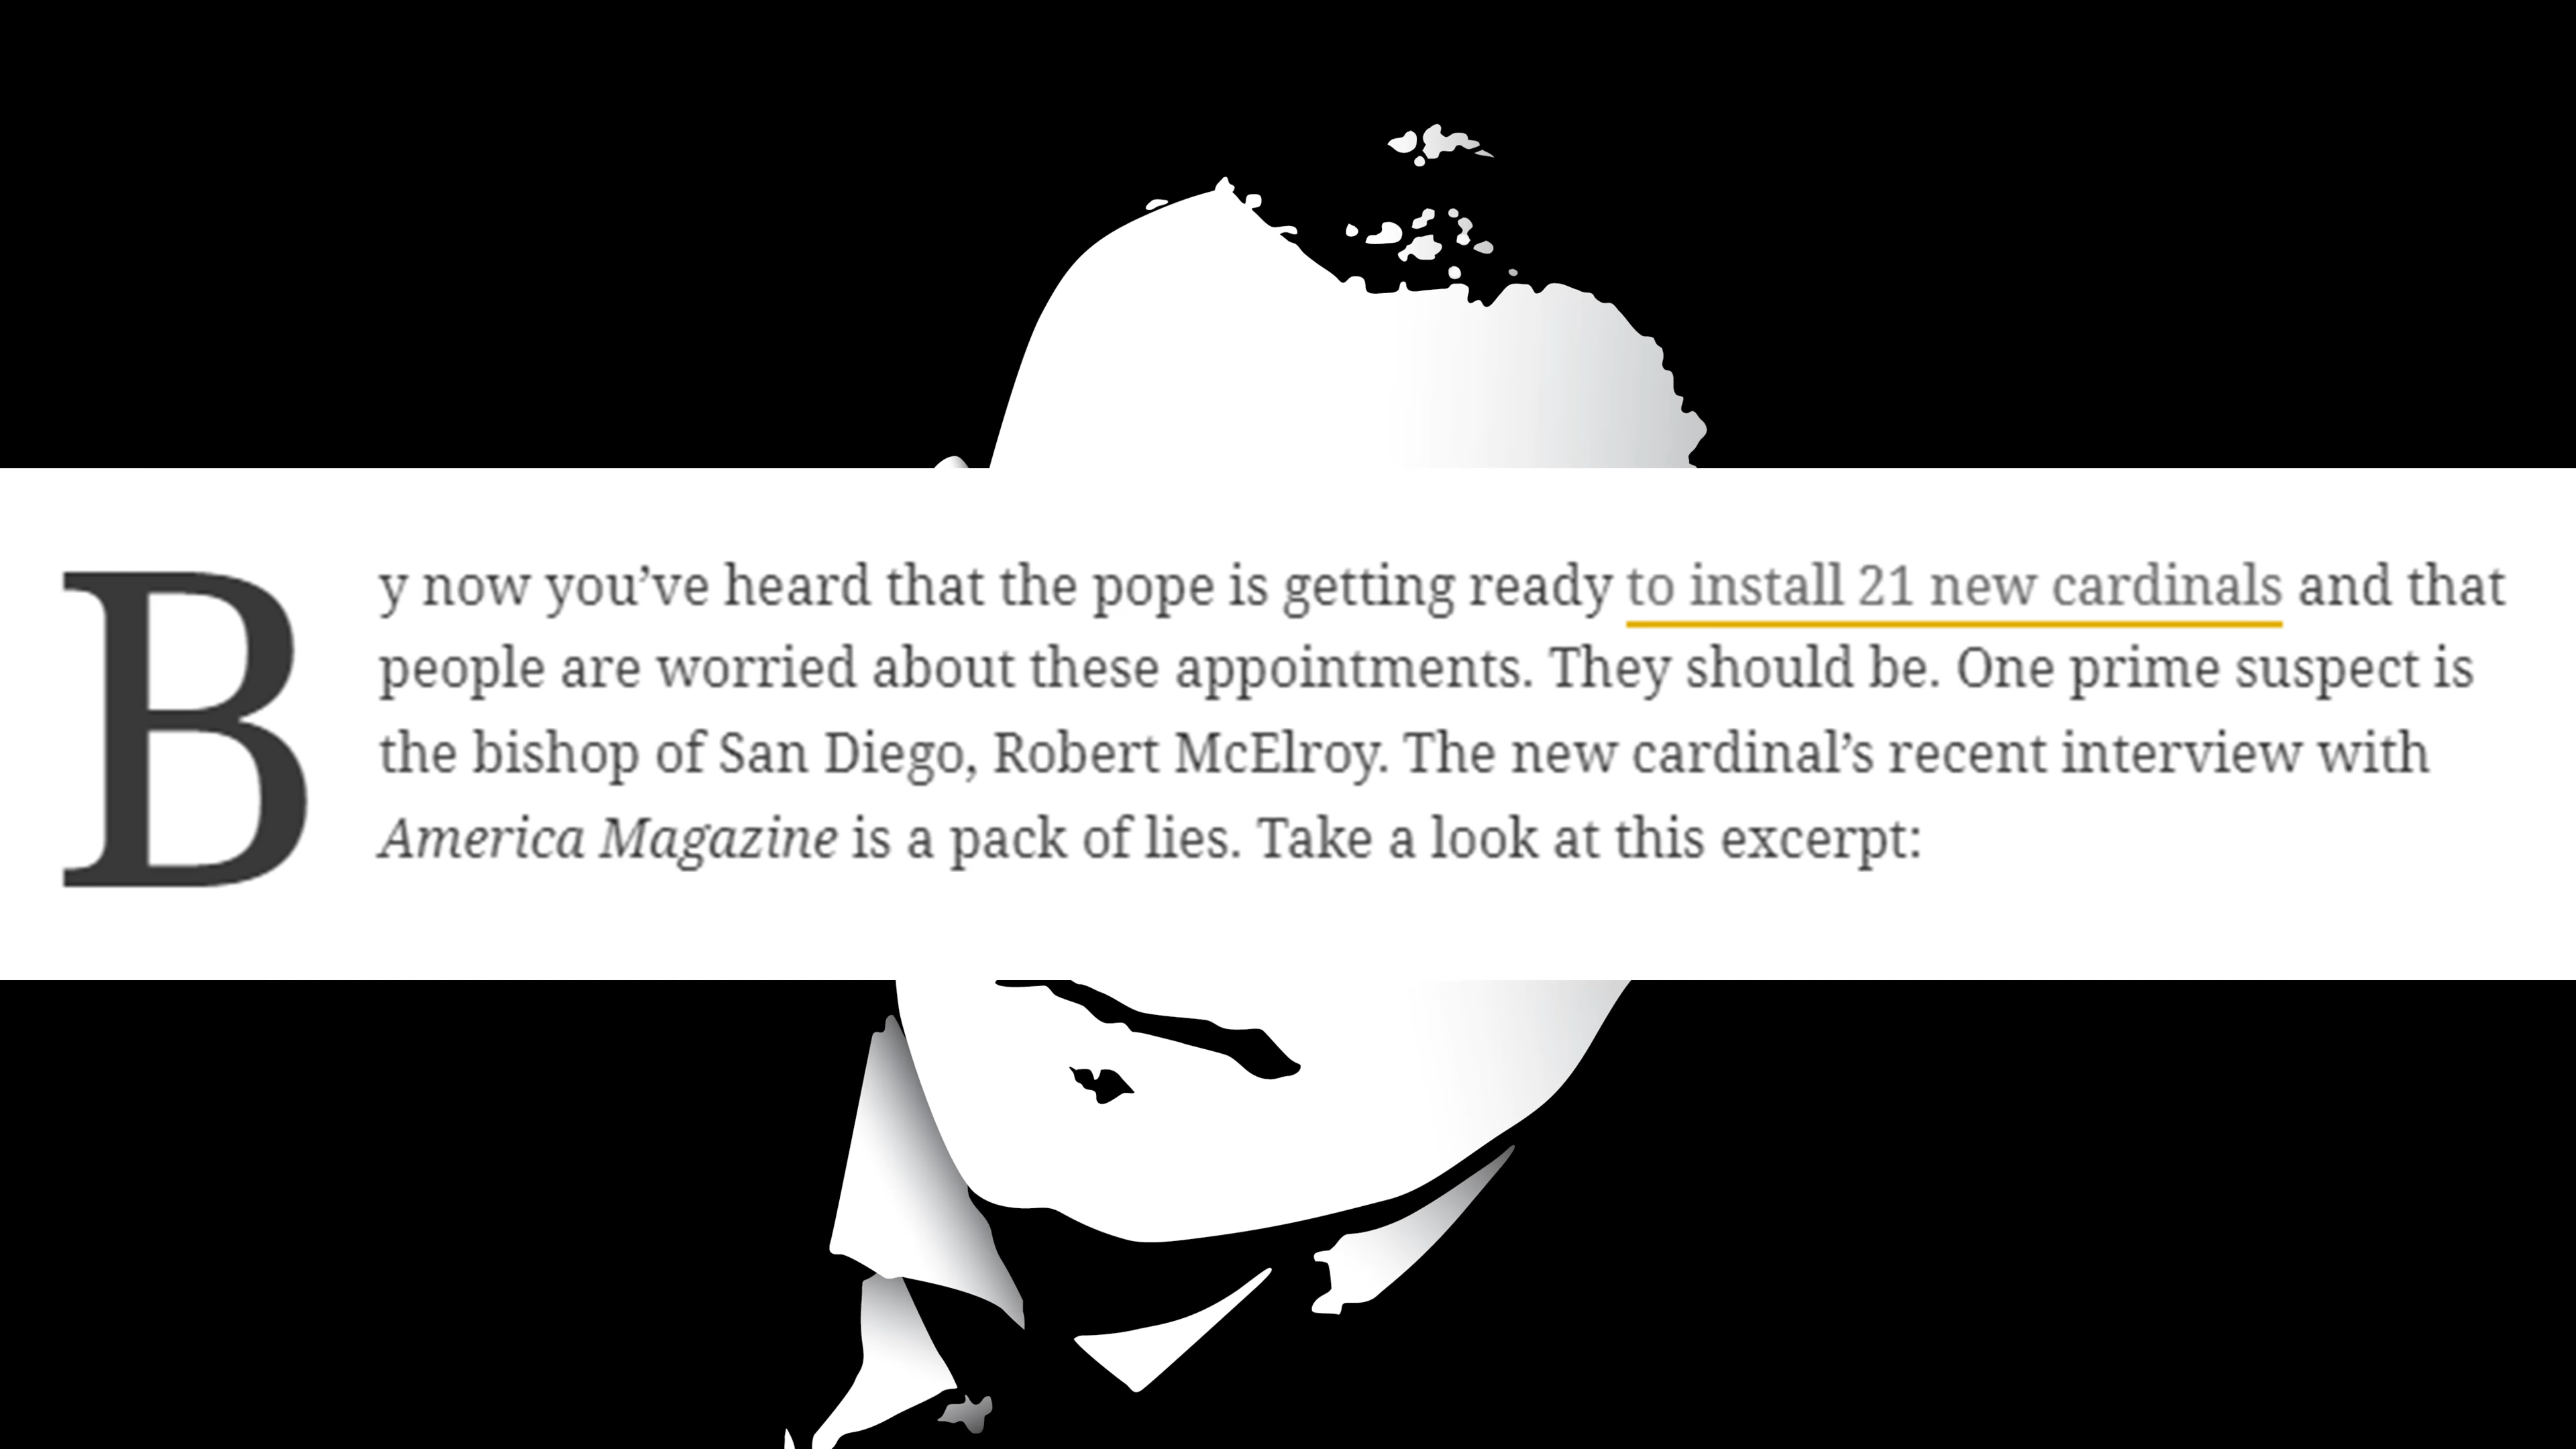 By now you’ve heard that the pope is getting ready to install 21 new cardinals and that
people are worried about these appointments. They should be. One prime suspect is
the bishop of San Diego, Robert McElroy. The new cardinal’s recent interview with
America Magazine is a pack of lies. Take a look at this excerpt: